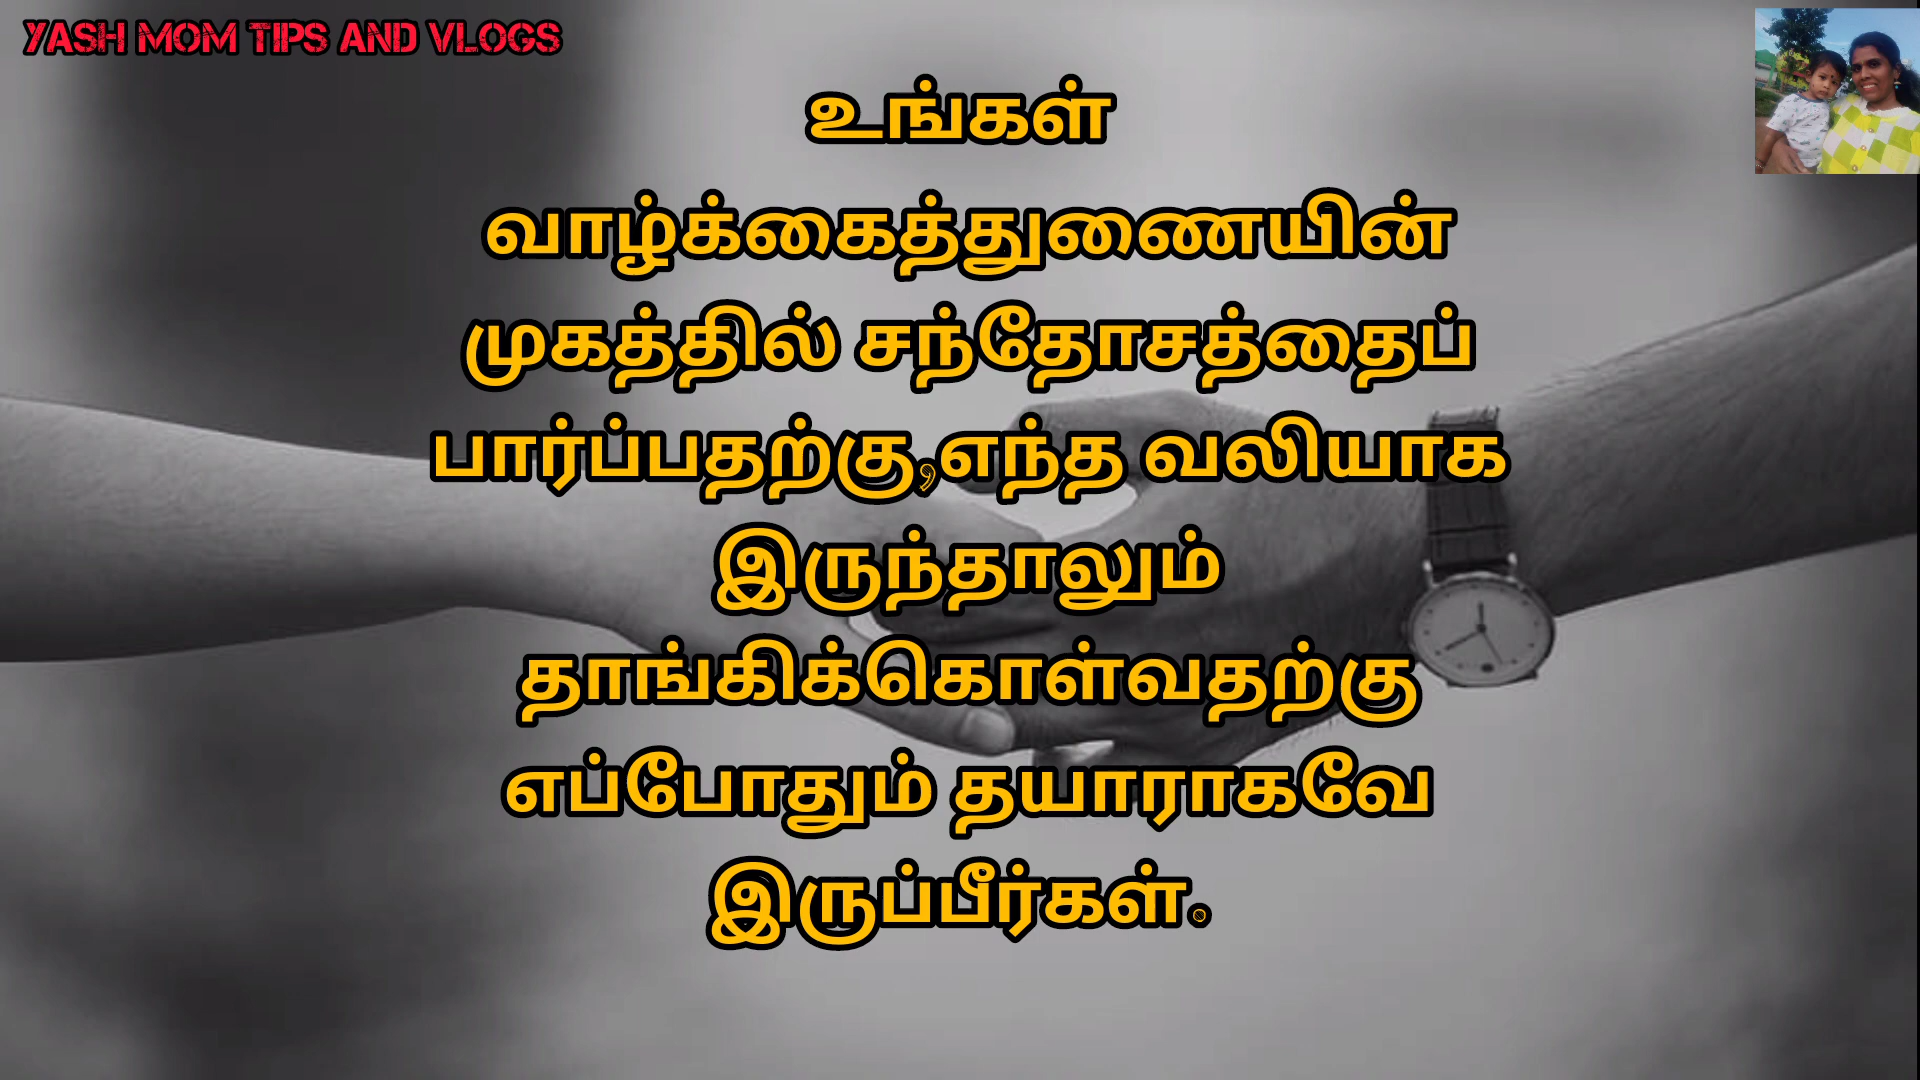 YASH MOM TIPS AND VLOGS
உங்கள்
வாழ்க்கைத்துணையின்
முகத்தில் சந்தோசத்தைப்
பார்ப்பதற்கு,எந்த வலியாக
இருந்தாலும்
தாங்கிக்கொள்வதற்கு
எப்போதும் தயாராகவே
இருப்பீர்கள்.